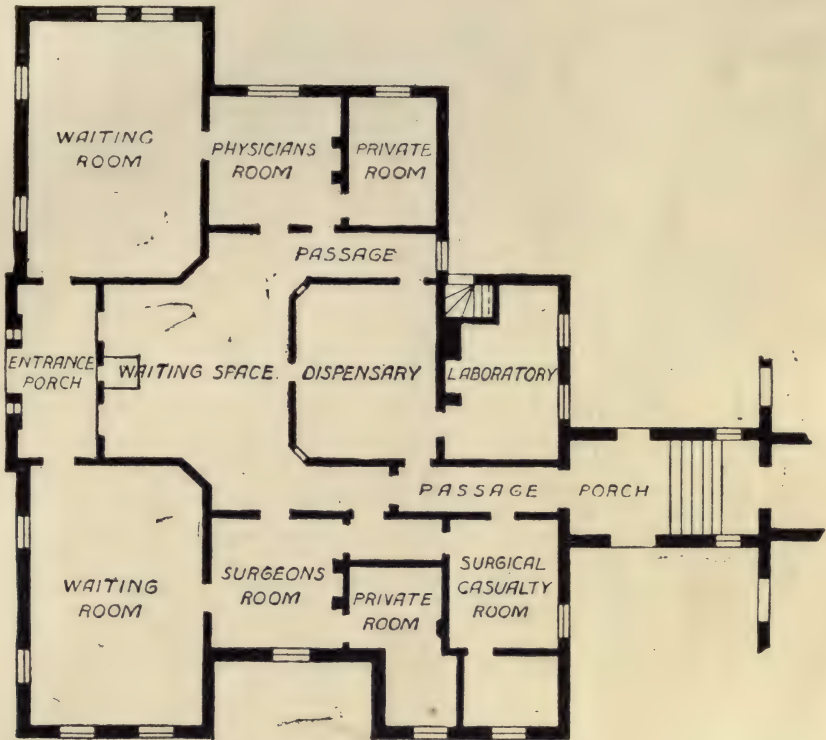 WAITING
ROOM
PHYSICIANS
ROOM
PRIVATE
ROOM
PASSAGE
ENTRANCE
PORCH
WAITING SPACE.
DISPENSARY
LABORATORY
PASSAGE
PORCH
WAITING
ROOM
SURGEONS
ROOM
PRIVATE
ROOM
SURGICAL
CASUALTY
ROOM